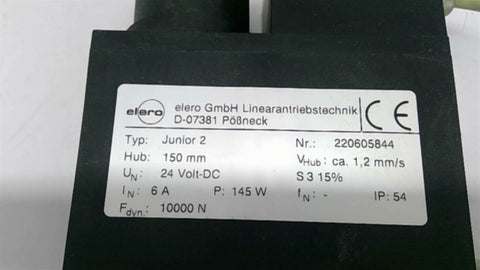 elero
elero GmbH Linearantriebstechnik
D-07381 Pößneck
CE
Typ: Junior 2 Nr.: 220605844
Hub: 150 mm VHub: ca. 1,2 mm/s
UN: 24 Volt-DC S 3 15%
IN: 6 A P: 145 W fN: - IP: 54
Fdyn.: 10000 N